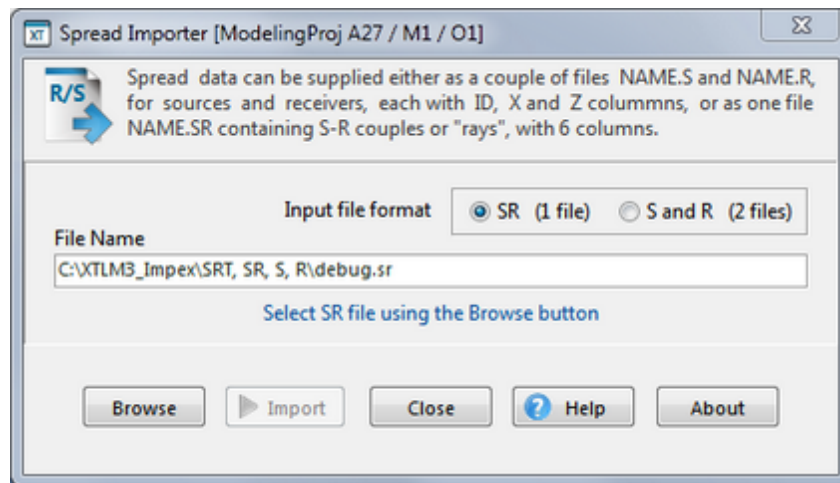 XT Spread Importer [ModelingProj A27 / M1 / O1]
R/S
Spread data can be supplied either as a couple of files NAME.S and NAME.R,
for sources and receivers, each with ID, X and Z colummns, or as one file
NAME.SR containing S-R couples or "rays", with 6 columns.
Input file format SR (1 file) S and R (2 files)
File Name
C:\XTLM3_Impex\SRT, SR, S, R\debug.sr
Select SR file using the Browse button
Browse Import Close ? Help About